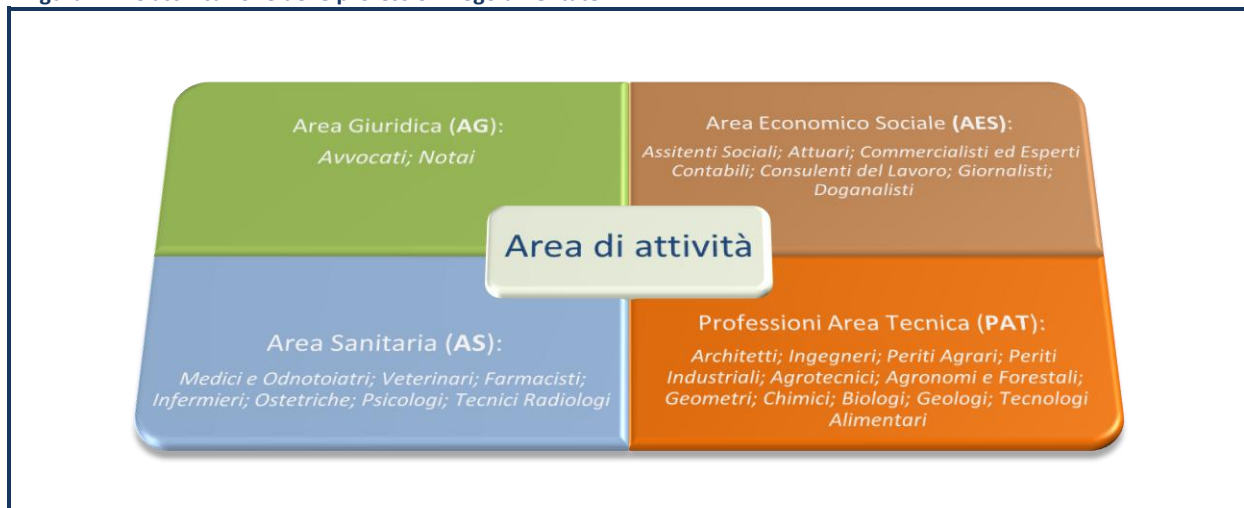 Area Giuridica (AG):
Avvocati; Notai
Area Economico Sociale (AES):
Assitenti Sociali; Attuari; Commercialisti ed Esperti
Contabili; Consulenti del Lavoro; Giornalisti;
Doganalisti
Area di attività
Area Sanitaria (AS):
Medici e Odnotoiatri; Veterinari; Farmacisti;
Infermieri; Ostetriche; Psicologi; Tecnici Radiologi
Professioni Area Tecnica (PAT):
Architetti; Ingegneri; Periti Agrari; Periti
Industriali; Agrotecnici; Agronomi e Forestali;
Geometri; Chimici; Biologi; Geologi; Tecnologi
Alimentari